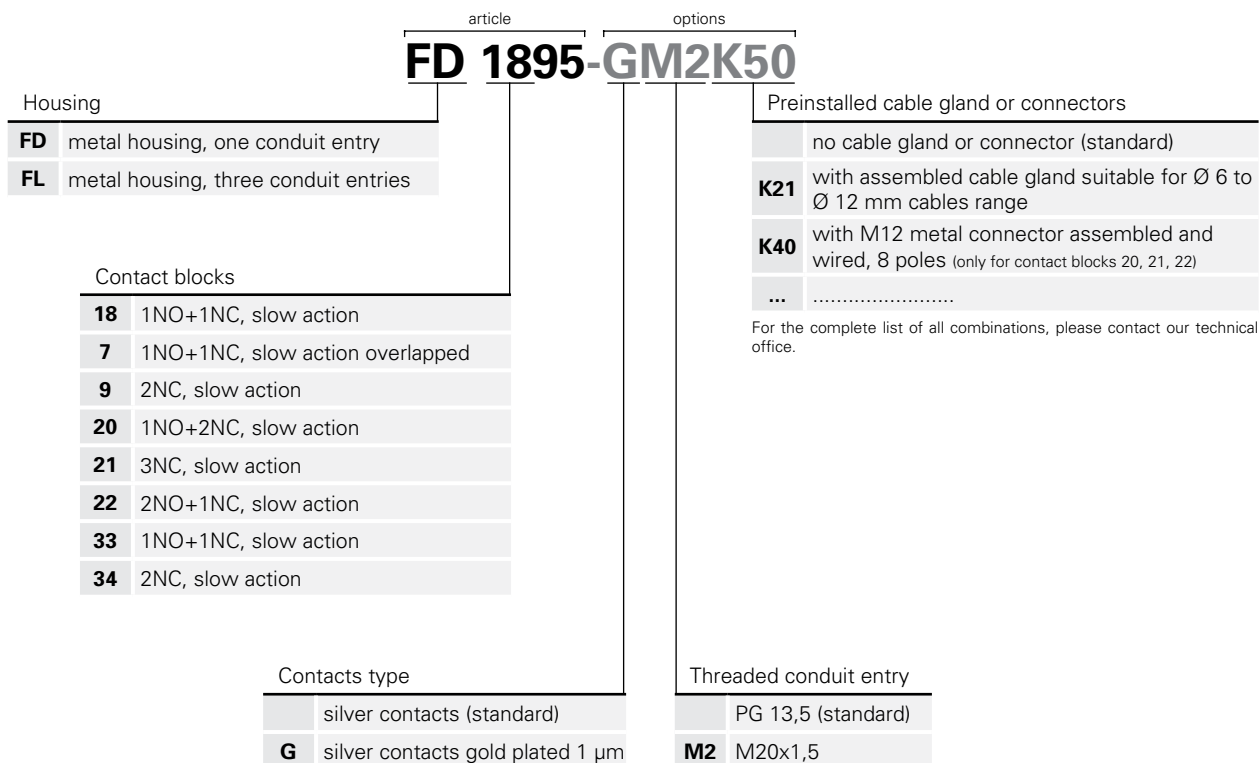 article
options
FD 1895-GM2K50
Housing
FD metal housing, one conduit entry
FL metal housing, three conduit entries
Contact blocks
18 1NO+1NC, slow action
7 1NO+1NC, slow action overlapped
9 2NC, slow action
20 1NO+2NC, slow action
21 3NC, slow action
22 2NO+1NC, slow action
33 1NO+1NC, slow action
34 2NC, slow action
Preinstalled cable gland or connectors
no cable gland or connector (standard)
K21 with assembled cable gland suitable for Ø 6 to
Ø 12 mm cables range
K40 with M12 metal connector assembled and
wired, 8 poles (only for contact blocks 20, 21, 22)
... ........................
For the complete list of all combinations, please contact our technical
office.
Contacts type
silver contacts (standard)
G silver contacts gold plated 1 µm
Threaded conduit entry
PG 13,5 (standard)
M2 M20x1,5